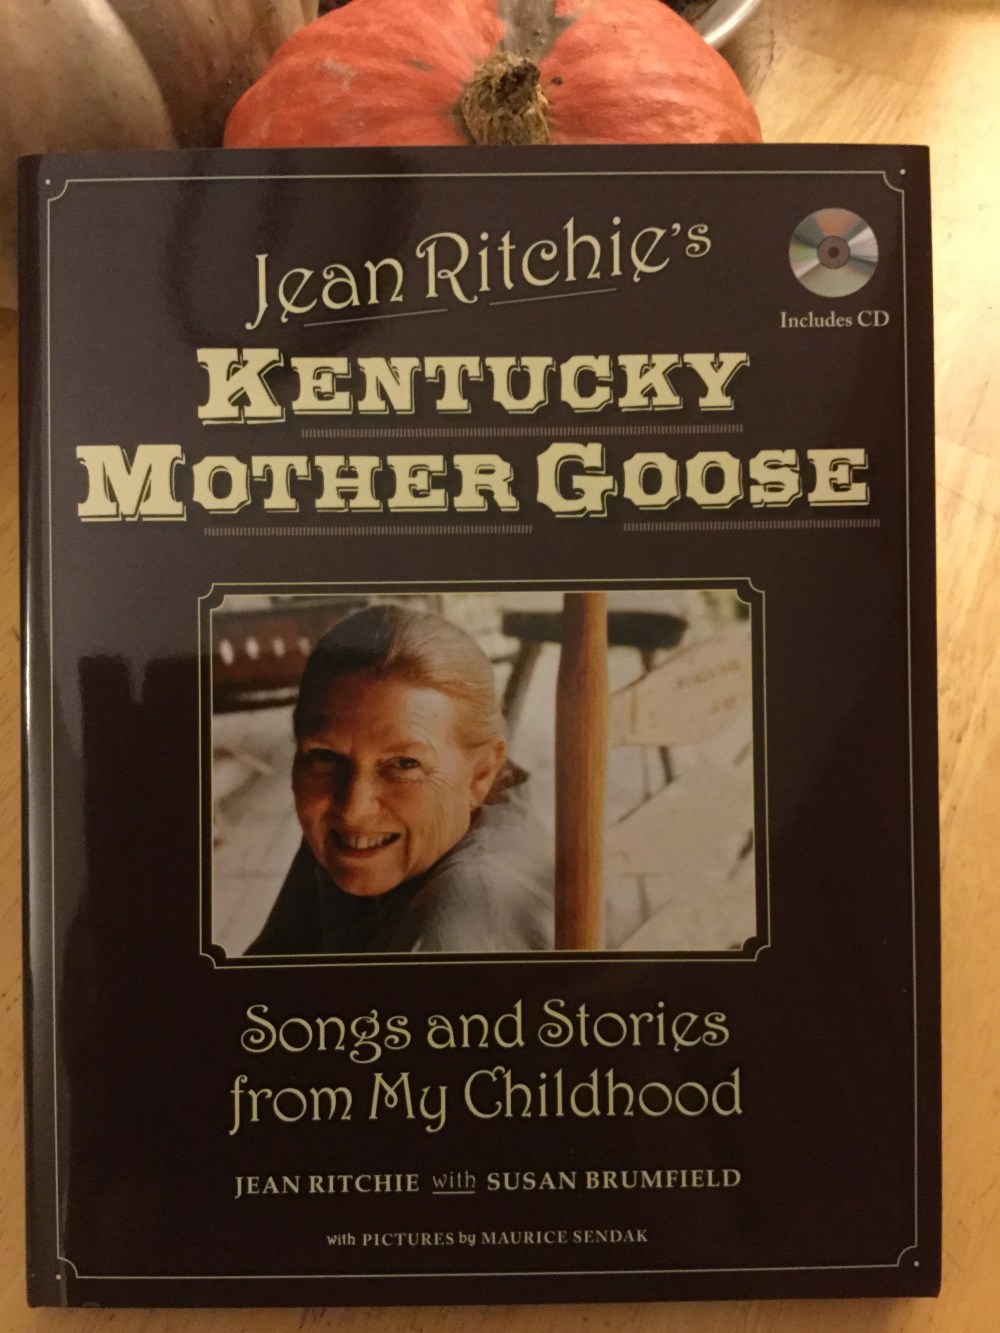 Jean Ritchie's
Includes CD
KENTUCKY
MOTHER GOOSE
Songs and Stories
from My Childhood
JEAN RITCHIE with SUSAN BRUMFIELD
with PICTURES by MAURICE SENDAK